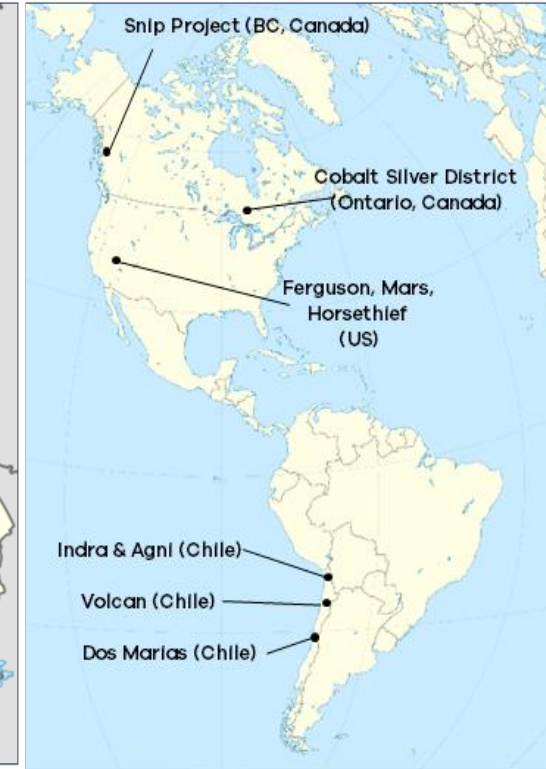 Snip Project (BC, Canada)
Cobalt Silver District
(Ontario, Canada)
Ferguson, Mars,
Horsethief
(US)
Indra & Agni (Chile)
Volcan (Chile)
Dos Marias (Chile)